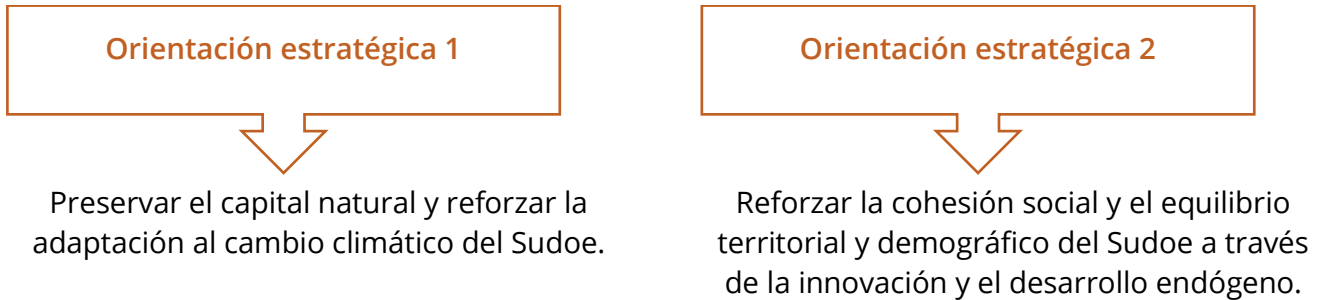 Orientación estratégica 1
Preservar el capital natural y reforzar la
adaptación al cambio climático del Sudoe.
Orientación estratégica 2
Reforzar la cohesión social y el equilibrio
territorial y demográfico del Sudoe a través
de la innovación y el desarrollo endógeno.